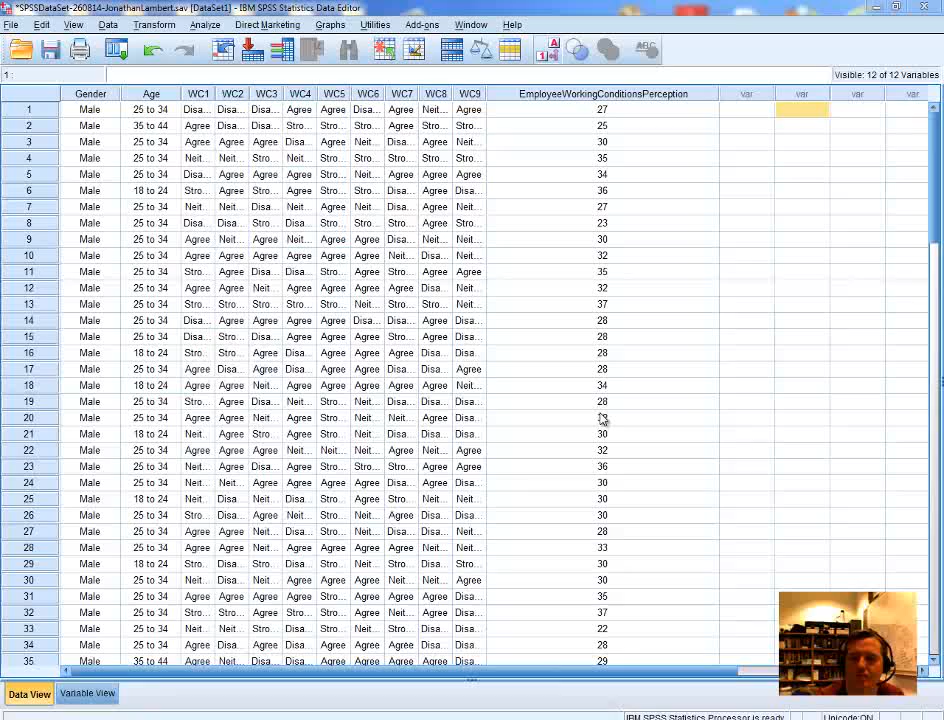 *SPSSDataSet-260814-JonathanLambert.sav [DataSet1] - IBM SPSS Statistics Data Editor
File Edit View Data Transform Analyze Direct Marketing Graphs Utilities Add-ons Window Help
1 : Visible: 12 of 12 Variables
Gender Age WC1 WC2 WC3 WC4 WC5 WC6 WC7 WC8 WC9 EmployeeWorkingConditionsPerception var var var var
1 Male 25 to 34 Disa... Disa... Disa... Agree Agree Disa... Agree Neit... Agree 27
2 Male 35 to 44 Agree Disa... Disa... Stro... Agree Stro... Agree Stro... Stro... 25
3 Male 25 to 34 Agree Agree Disa... Agree Stro... Neit... Disa... Agree Neit... 30
4 Male 25 to 34 Neit... Neit... Stro... Neit... Stro... Stro... Stro... Stro... Stro... 35
5 Male 25 to 34 Disa... Agree Agree Agree Stro... Agree Agree Agree Agree 34
6 Male 18 to 24 Stro... Agree Stro... Agree Stro... Stro... Disa... Agree Disa... 36
7 Male 25 to 34 Neit... Neit... Disa... Disa... Agree Agree Disa... Agree Neit... 27
8 Male 25 to 34 Disa... Disa... Stro... Disa... Stro... Stro... Stro... Agree Stro... 23
9 Male 25 to 34 Agree Neit... Agree Neit... Agree Agree Disa... Neit... Neit... 30
10 Male 25 to 34 Agree Agree Agree Agree Agree Agree Neit... Disa... Neit... 32
11 Male 25 to 34 Stro... Agree Disa... Disa... Stro... Agree Stro... Agree Agree 35
12 Male 25 to 34 Agree Agree Neit... Agree Agree Agree Agree Disa... Neit... 32
13 Male 25 to 34 Stro... Stro... Stro... Stro... Stro... Neit... Stro... Stro... Neit... 37
14 Male 25 to 34 Disa... Agree Agree Agree Agree Disa... Disa... Agree Disa... 28
15 Male 25 to 34 Disa... Stro... Disa... Agree Agree Agree Agree Agree Disa... 28
16 Male 18 to 24 Stro... Stro... Agree Disa... Agree Agree Agree Disa... Disa... 28
17 Male 25 to 34 Agree Disa... Agree Disa... Agree Agree Disa... Disa... Agree 28
18 Male 18 to 24 Agree Agree Neit... Agree Stro... Agree Agree Agree Neit... 34
19 Male 25 to 34 Stro... Agree Disa... Neit... Stro... Neit... Disa... Disa... Disa... 28
20 Male 25 to 34 Agree Agree Neit... Agree Stro... Neit... Neit... Agree Disa...
21 Male 18 to 24 Neit... Agree Stro... Agree Stro... Neit... Disa... Disa... Disa... 30
22 Male 25 to 34 Agree Agree Agree Neit... Neit... Neit... Agree Neit... Agree 32
23 Male 25 to 34 Neit... Agree Disa... Agree Stro... Stro... Stro... Agree Neit... 36
24 Male 25 to 34 Neit... Neit... Agree Agree Agree Agree Disa... Agree Disa... 30
25 Male 18 to 24 Neit... Disa... Neit... Disa... Stro... Agree Stro... Neit... Neit... 30
26 Male 25 to 34 Stro... Disa... Agree Neit... Stro... Neit... Agree Disa... Disa... 30
27 Male 25 to 34 Agree Agree Neit... Disa... Stro... Agree Disa... Disa... Disa... 28
28 Male 25 to 34 Agree Agree Neit... Agree Agree Agree Agree Neit... Neit... 33
29 Male 18 to 24 Stro... Disa... Stro... Disa... Stro... Neit... Stro... Disa... Stro... 30
30 Male 25 to 34 Neit... Disa... Agree Agree Agree Agree Neit... Neit... Agree 30
31 Male 25 to 34 Agree Agree Agree Agree Stro... Agree Agree Agree Disa... 35
32 Male 25 to 34 Stro... Stro... Agree Stro... Stro... Agree Neit... Agree Disa... 37
33 Male 25 to 34 Neit... Neit... Stro... Disa... Stro... Agree Stro... Disa... Disa... 22
34 Male 25 to 34 Agree Disa... Agree Disa... Agree Agree Agree Disa... Disa... 28
35 Male 35 to 44 Agree Neit... Disa... Agree Agree Agree Disa... Agree Disa... 29
Data View Variable View
IBM SPSS Statistics Processor is ready Unicode:ON